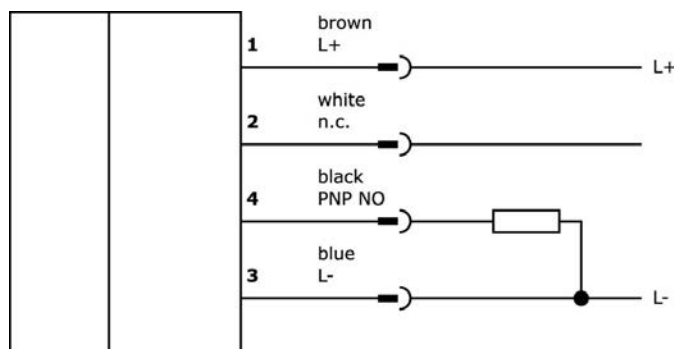 brown
1 L+
L+
white
2 n.c.
black
4 PNP NO
blue
3 L-
L-